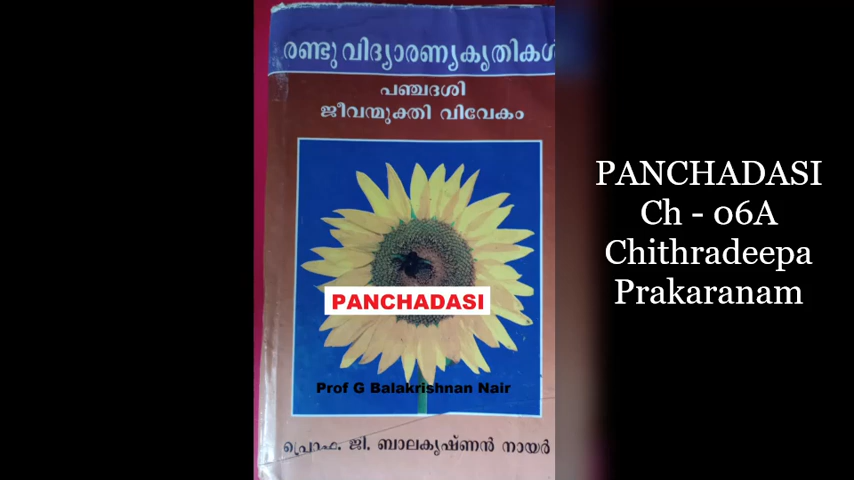 രണ്ടു വിദ്യാരണ്യകൃതികൾ
പഞ്ചദശി
ജീവന്മുക്തി വിവേകം
PANCHADASI
Prof G Balakrishnan Nair
പ്രൊഫ. ജി. ബാലകൃഷ്ണൻ നായർ
PANCHADASI
Ch - 06A
Chithradeepa
Prakaranam